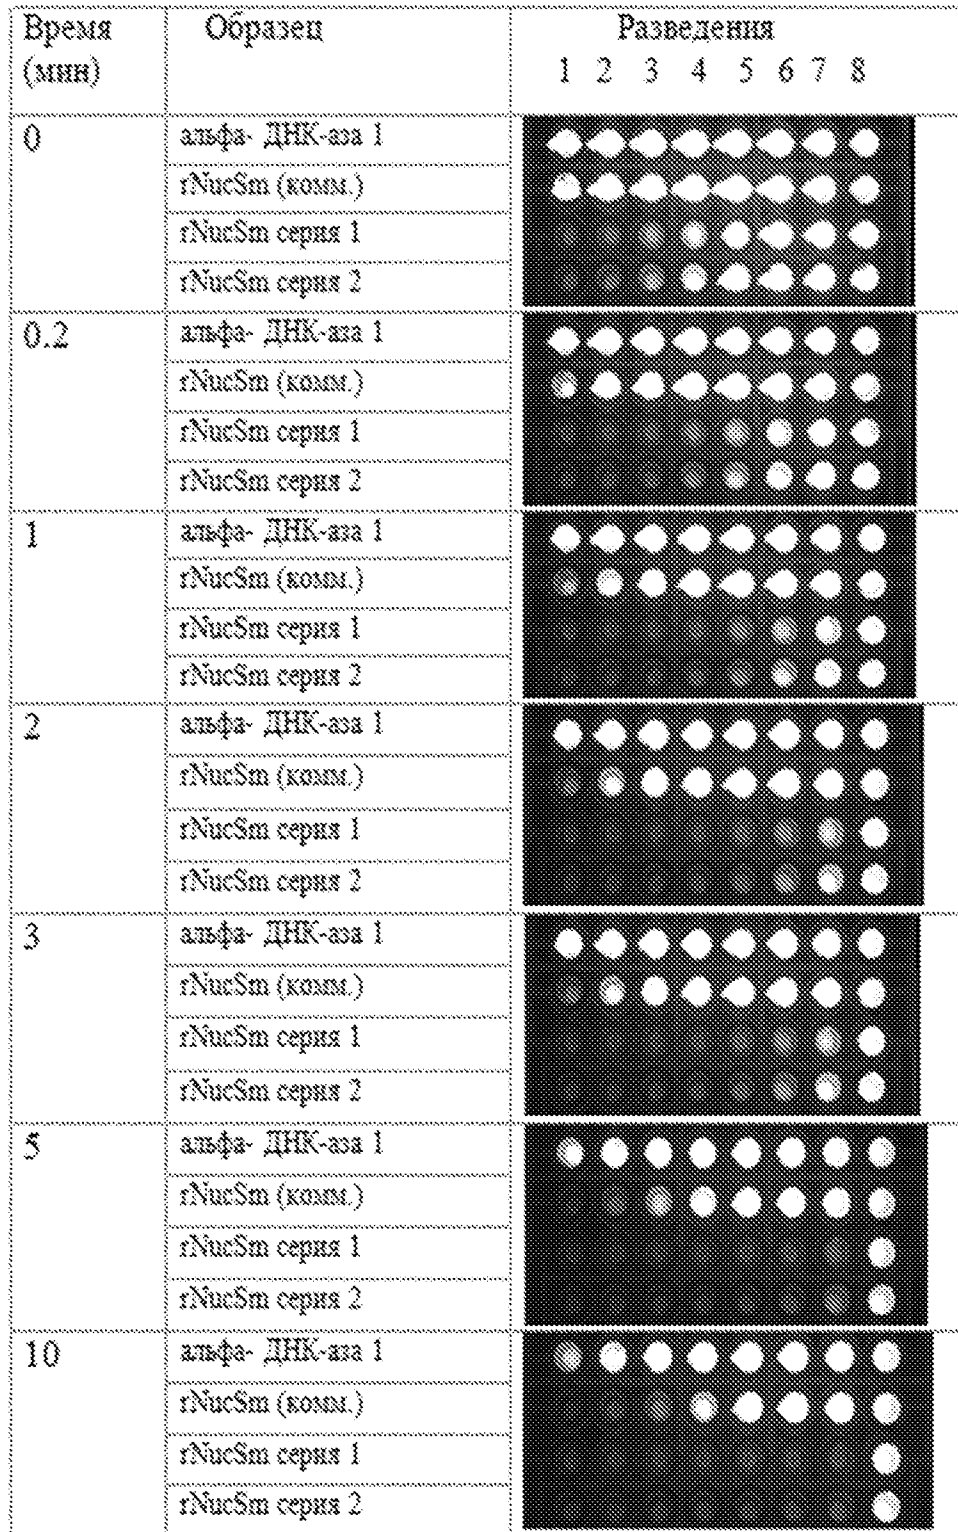 Время Образец Разведения
(мин) 1 2 3 4 5 6 7 8
0 альфа- ДНК-аза 1
rNucSm (комм.)
rNucSm серия 1
rNucSm серия 2
0.2 альфа- ДНК-аза 1
rNucSm (комм.)
rNucSm серия 1
rNucSm серия 2
1 альфа- ДНК-аза 1
rNucSm (комм.)
rNucSm серия 1
rNucSm серия 2
2 альфа- ДНК-аза 1
rNucSm (комм.)
rNucSm серия 1
rNucSm серия 2
3 альфа- ДНК-аза 1
rNucSm (комм.)
rNucSm серия 1
rNucSm серия 2
5 альфа- ДНК-аза 1
rNucSm (комм.)
rNucSm серия 1
rNucSm серия 2
10 альфа- ДНК-аза 1
rNucSm (комм.)
rNucSm серия 1
rNucSm серия 2